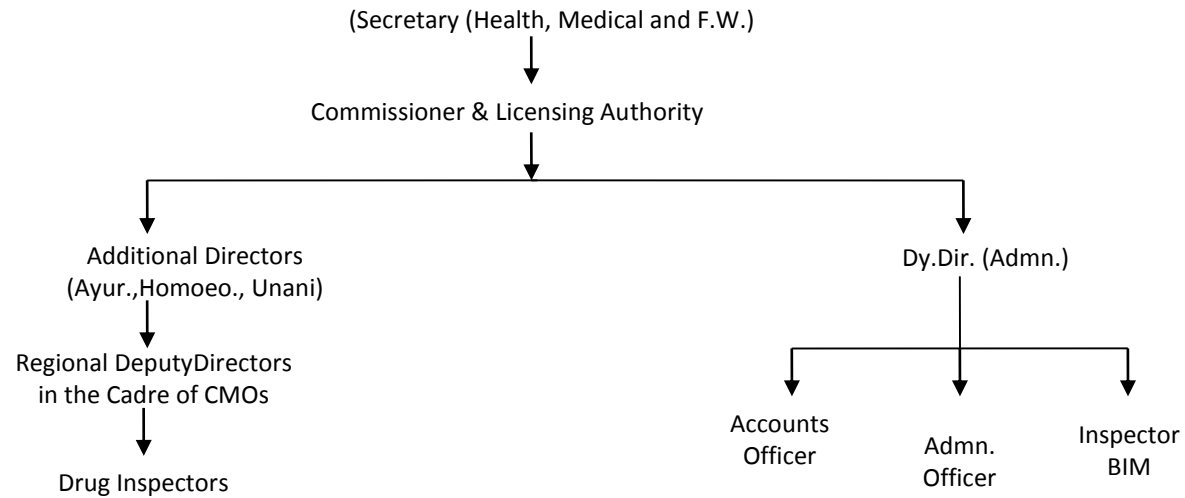 (Secretary (Health, Medical and F.W.)
Commissioner & Licensing Authority
Additional Directors
(Ayur.,Homoeo., Unani)
Dy.Dir. (Admn.)
Regional DeputyDirectors
in the Cadre of CMOs
Drug Inspectors
Accounts
Officer
Admn.
Officer
Inspector
BIM